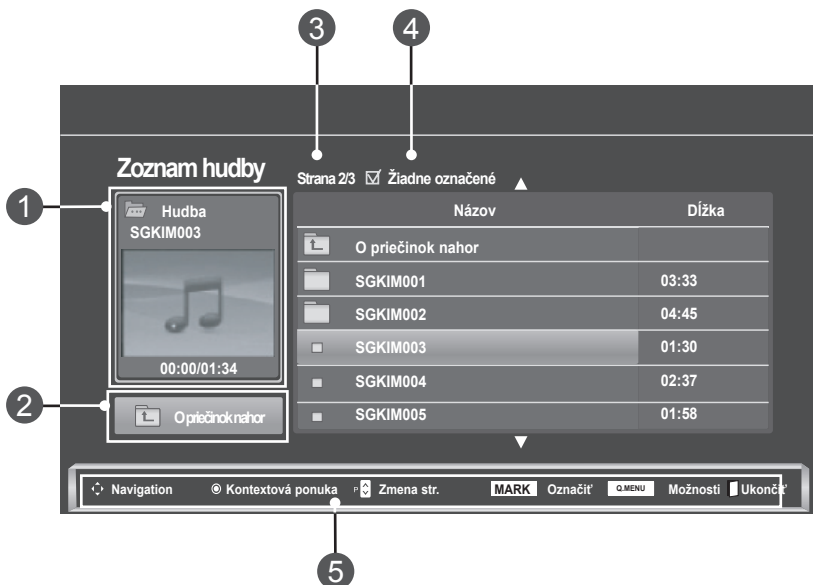 3 4
Zoznam hudby
Strana 2/3 Žiadne označené
1
Hudba
SGKIM003
00:00/01:34
2
O priečinok nahor
Názov Dĺžka
O priečinok nahor
SGKIM001 03:33
SGKIM002 04:45
SGKIM003 01:30
SGKIM004 02:37
SGKIM005 01:58
Navigation Kontextová ponuka P Zmena str. MARK Označiť Q.MENU Možnosti Ukončiť
5